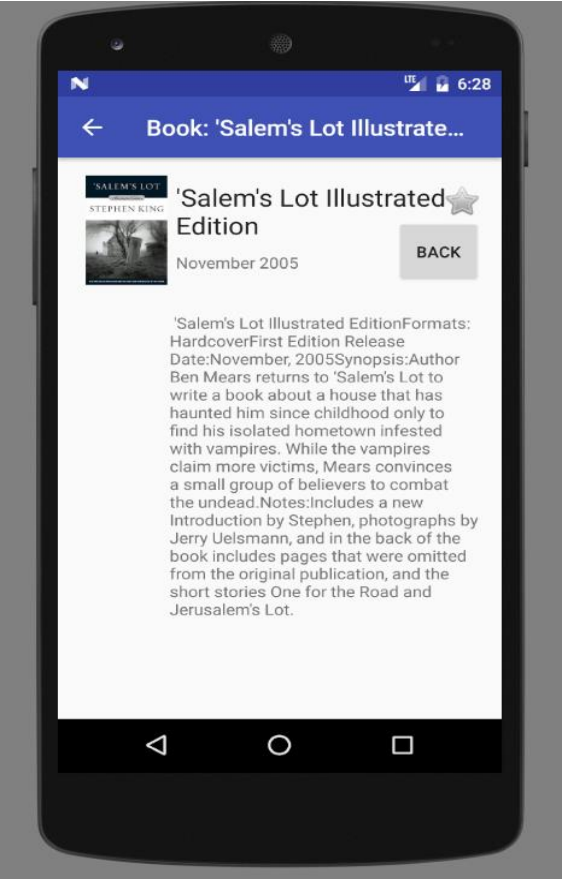 LTE 6:28
Book: 'Salem's Lot Illustrate...
'SALEM'S LOT
STEPHEN KING
'Salem's Lot Illustrated
Edition
November 2005
BACK
'Salem's Lot Illustrated EditionFormats:
HardcoverFirst Edition Release
Date:November, 2005Synopsis:Author
Ben Mears returns to 'Salem's Lot to
write a book about a house that has
haunted him since childhood only to
find his isolated hometown infested
with vampires. While the vampires
claim more victims, Mears convinces
a small group of believers to combat
the undead.Notes:Includes a new
Introduction by Stephen, photographs by
Jerry Uelsmann, and in the back of the
book includes pages that were omitted
from the original publication, and the
short stories One for the Road and
Jerusalem's Lot.